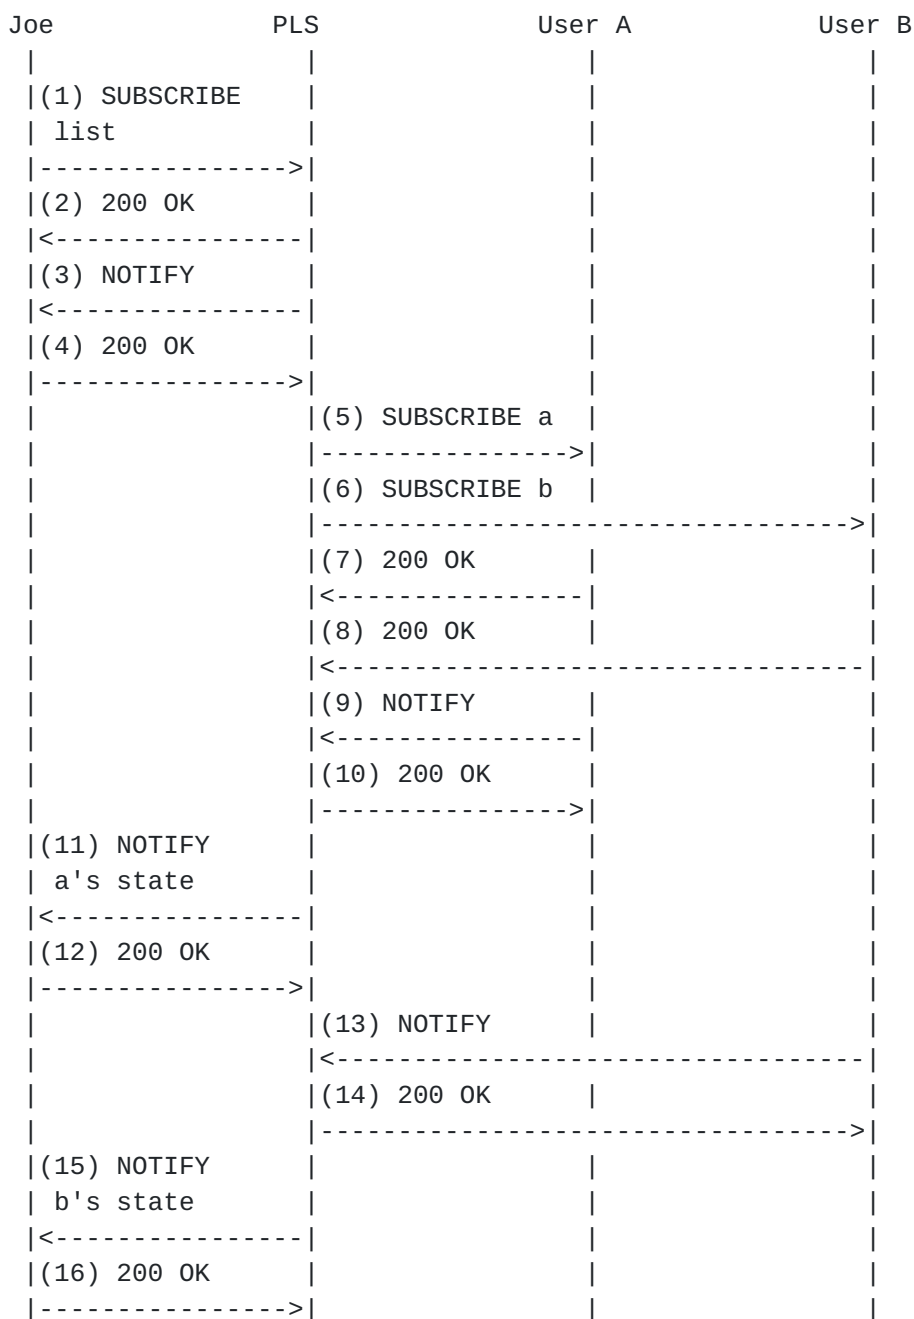 Joe                PLS              User A            User B
 |                 |                 |                 |
 |(1) SUBSCRIBE    |                 |                 |
 | list            |                 |                 |
 |---------------->|                 |                 |
 |(2) 200 OK       |                 |                 |
 |<----------------|                 |                 |
 |(3) NOTIFY       |                 |                 |
 |<----------------|                 |                 |
 |(4) 200 OK       |                 |                 |
 |---------------->|                 |                 |
 |                 |(5) SUBSCRIBE a  |                 |
 |                 |---------------->|                 |
 |                 |(6) SUBSCRIBE b  |                 |
 |                 |---------------------------------->|
 |                 |(7) 200 OK       |                 |
 |                 |<----------------|                 |
 |                 |(8) 200 OK       |                 |
 |                 |<----------------------------------|
 |                 |(9) NOTIFY       |                 |
 |                 |<----------------|                 |
 |                 |(10) 200 OK      |                 |
 |                 |---------------->|                 |
 |(11) NOTIFY      |                 |                 |
 | a's state       |                 |                 |
 |<----------------|                 |                 |
 |(12) 200 OK      |                 |                 |
 |---------------->|                 |                 |
 |                 |(13) NOTIFY      |                 |
 |                 |<----------------------------------|
 |                 |(14) 200 OK      |                 |
 |                 |---------------------------------->|
 |(15) NOTIFY      |                 |                 |
 | b's state       |                 |                 |
 |<----------------|                 |                 |
 |(16) 200 OK      |                 |                 |
 |---------------->|                 |                 |